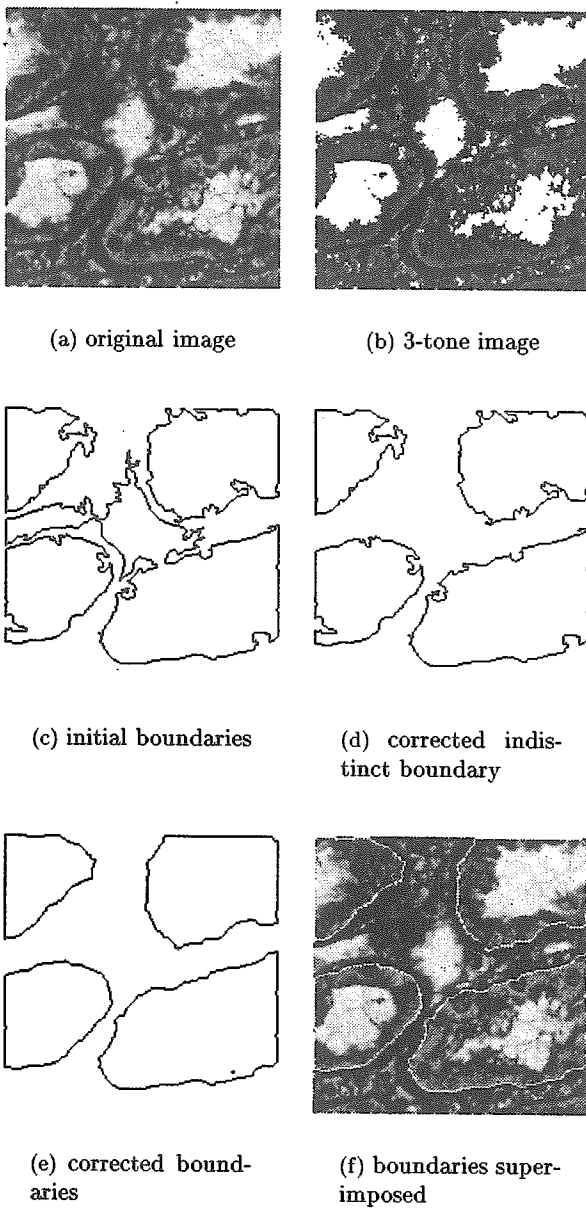 (a) original image
(b) 3-tone image
(c) initial boundaries
(d) corrected indis-
tinct boundary
(e) corrected bound-
aries
(f) boundaries super-
imposed